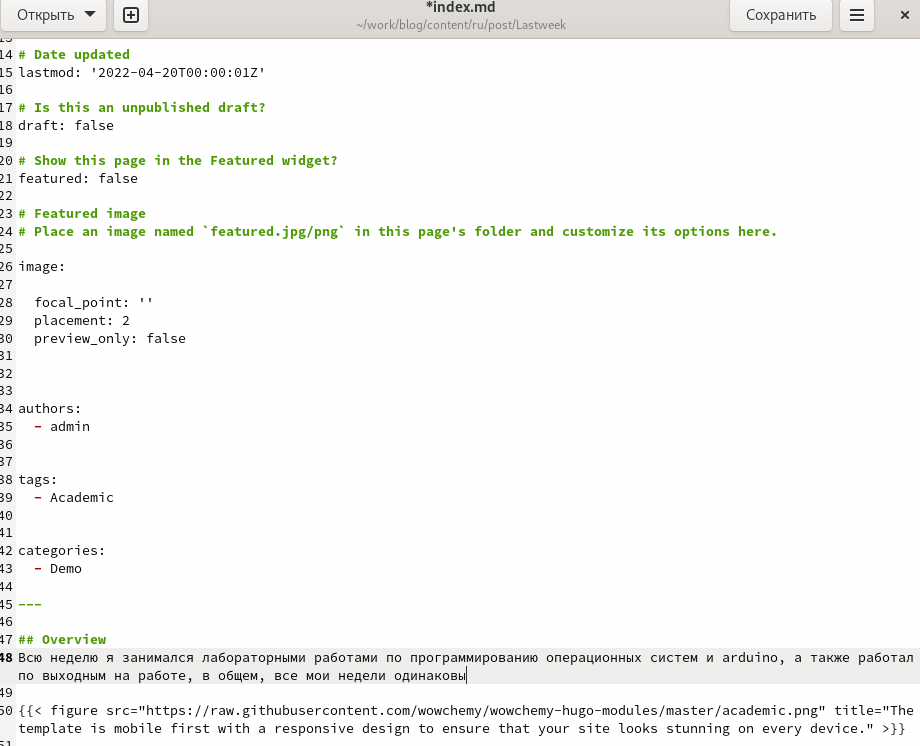 Открыть
*index.md
~/work/blog/content/ru/post/Lastweek
Сохранить
14 # Date updated
15 lastmod: '2022-04-20T00:00:01Z'
16
17 # Is this an unpublished draft?
18 draft: false
19
20 # Show this page in the Featured widget?
21 featured: false
22
23 # Featured image
24 # Place an image named `featured.jpg/png` in this page's folder and customize its options here.
25
26 image:
27
28   focal_point: ''
29   placement: 2
30   preview_only: false
31
32
33
34 authors:
35   - admin
36
37
38 tags:
39   - Academic
40
41
42 categories:
43   - Demo
44
45 ---
46
47 ## Overview
48 Всю неделю я занимался лабораторными работами по программированию операционных систем и arduino, а также работал
по выходным на работе, в общем, все мои недели одинаковы
49
50 {{< figure src="https://raw.githubusercontent.com/wowchemy/wowchemy-hugo-modules/master/academic.png" title="The
template is mobile first with a responsive design to ensure that your site looks stunning on every device." >}}